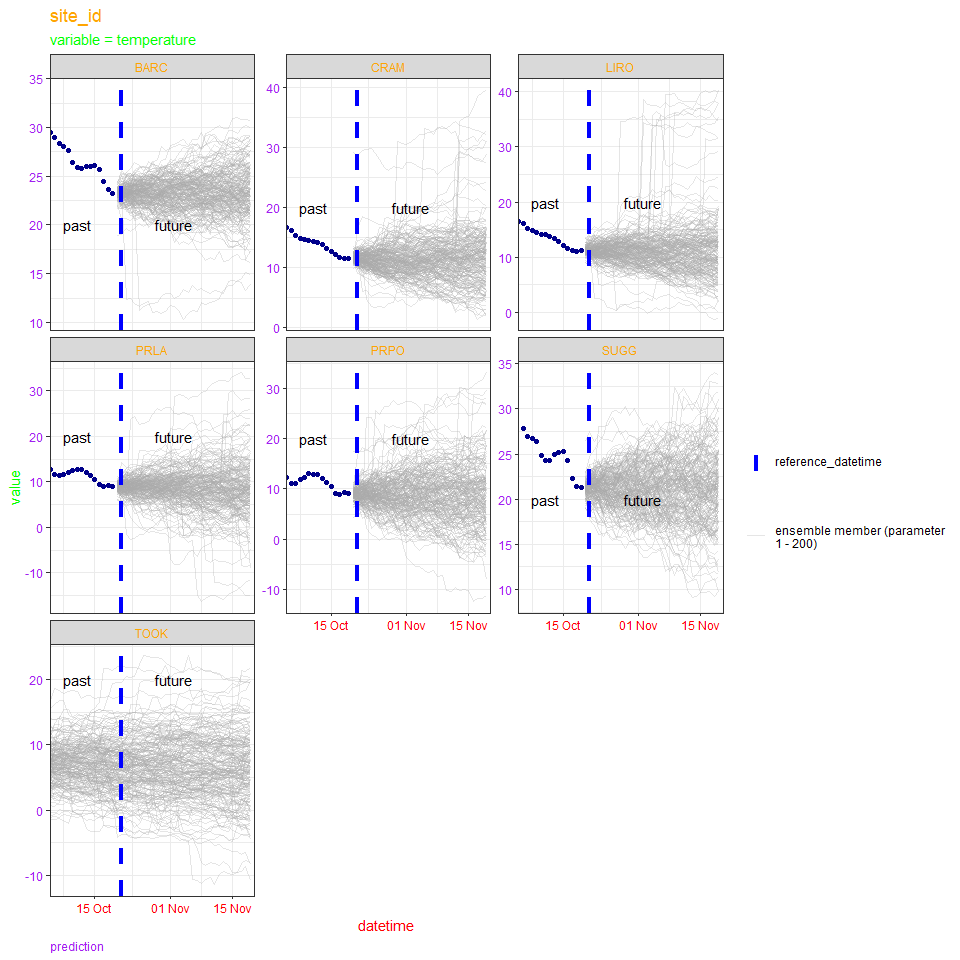 site_id
variable = temperature
BARC
CRAM
LIRO
35
30
25
20
15
10
past
future
40
30
20
10
0
past
future
40
30
20
10
0
past
future
PRLA
PRPO
SUGG
30
20
10
0
-10
past
future
30
20
10
0
-10
past
future
35
30
25
20
15
10
past
future
15 Oct
01 Nov
15 Nov
15 Oct
01 Nov
15 Nov
value
reference_datetime
ensemble member (parameter
1 - 200)
TOOK
20
10
0
-10
past
future
15 Oct
01 Nov
15 Nov
datetime
prediction